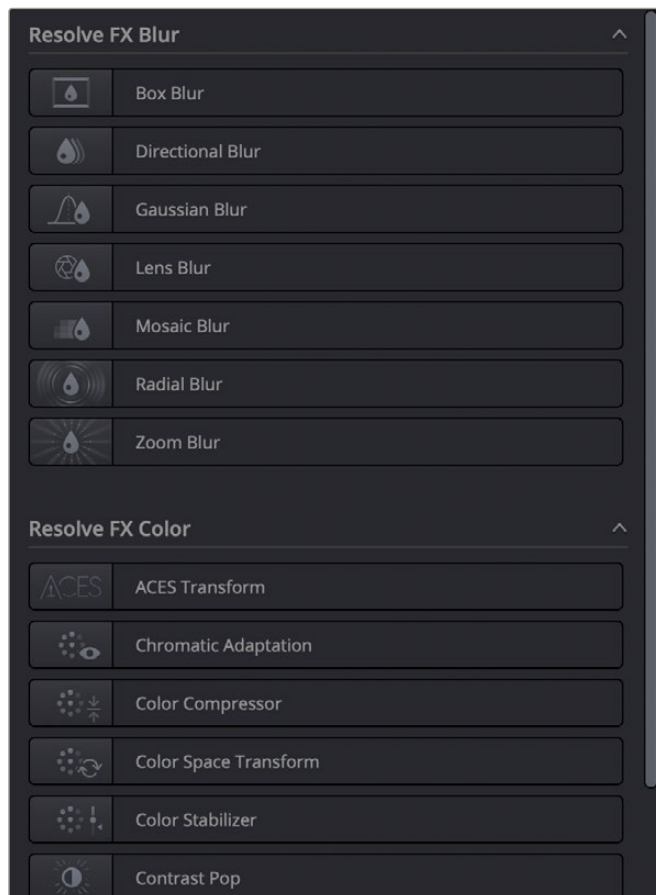 Resolve FX Blur
Box Blur
Directional Blur
Gaussian Blur
Lens Blur
Mosaic Blur
Radial Blur
Zoom Blur
Resolve FX Color
ACES
ACES Transform
Chromatic Adaptation
Color Compressor
Color Space Transform
Color Stabilizer
Contrast Pop